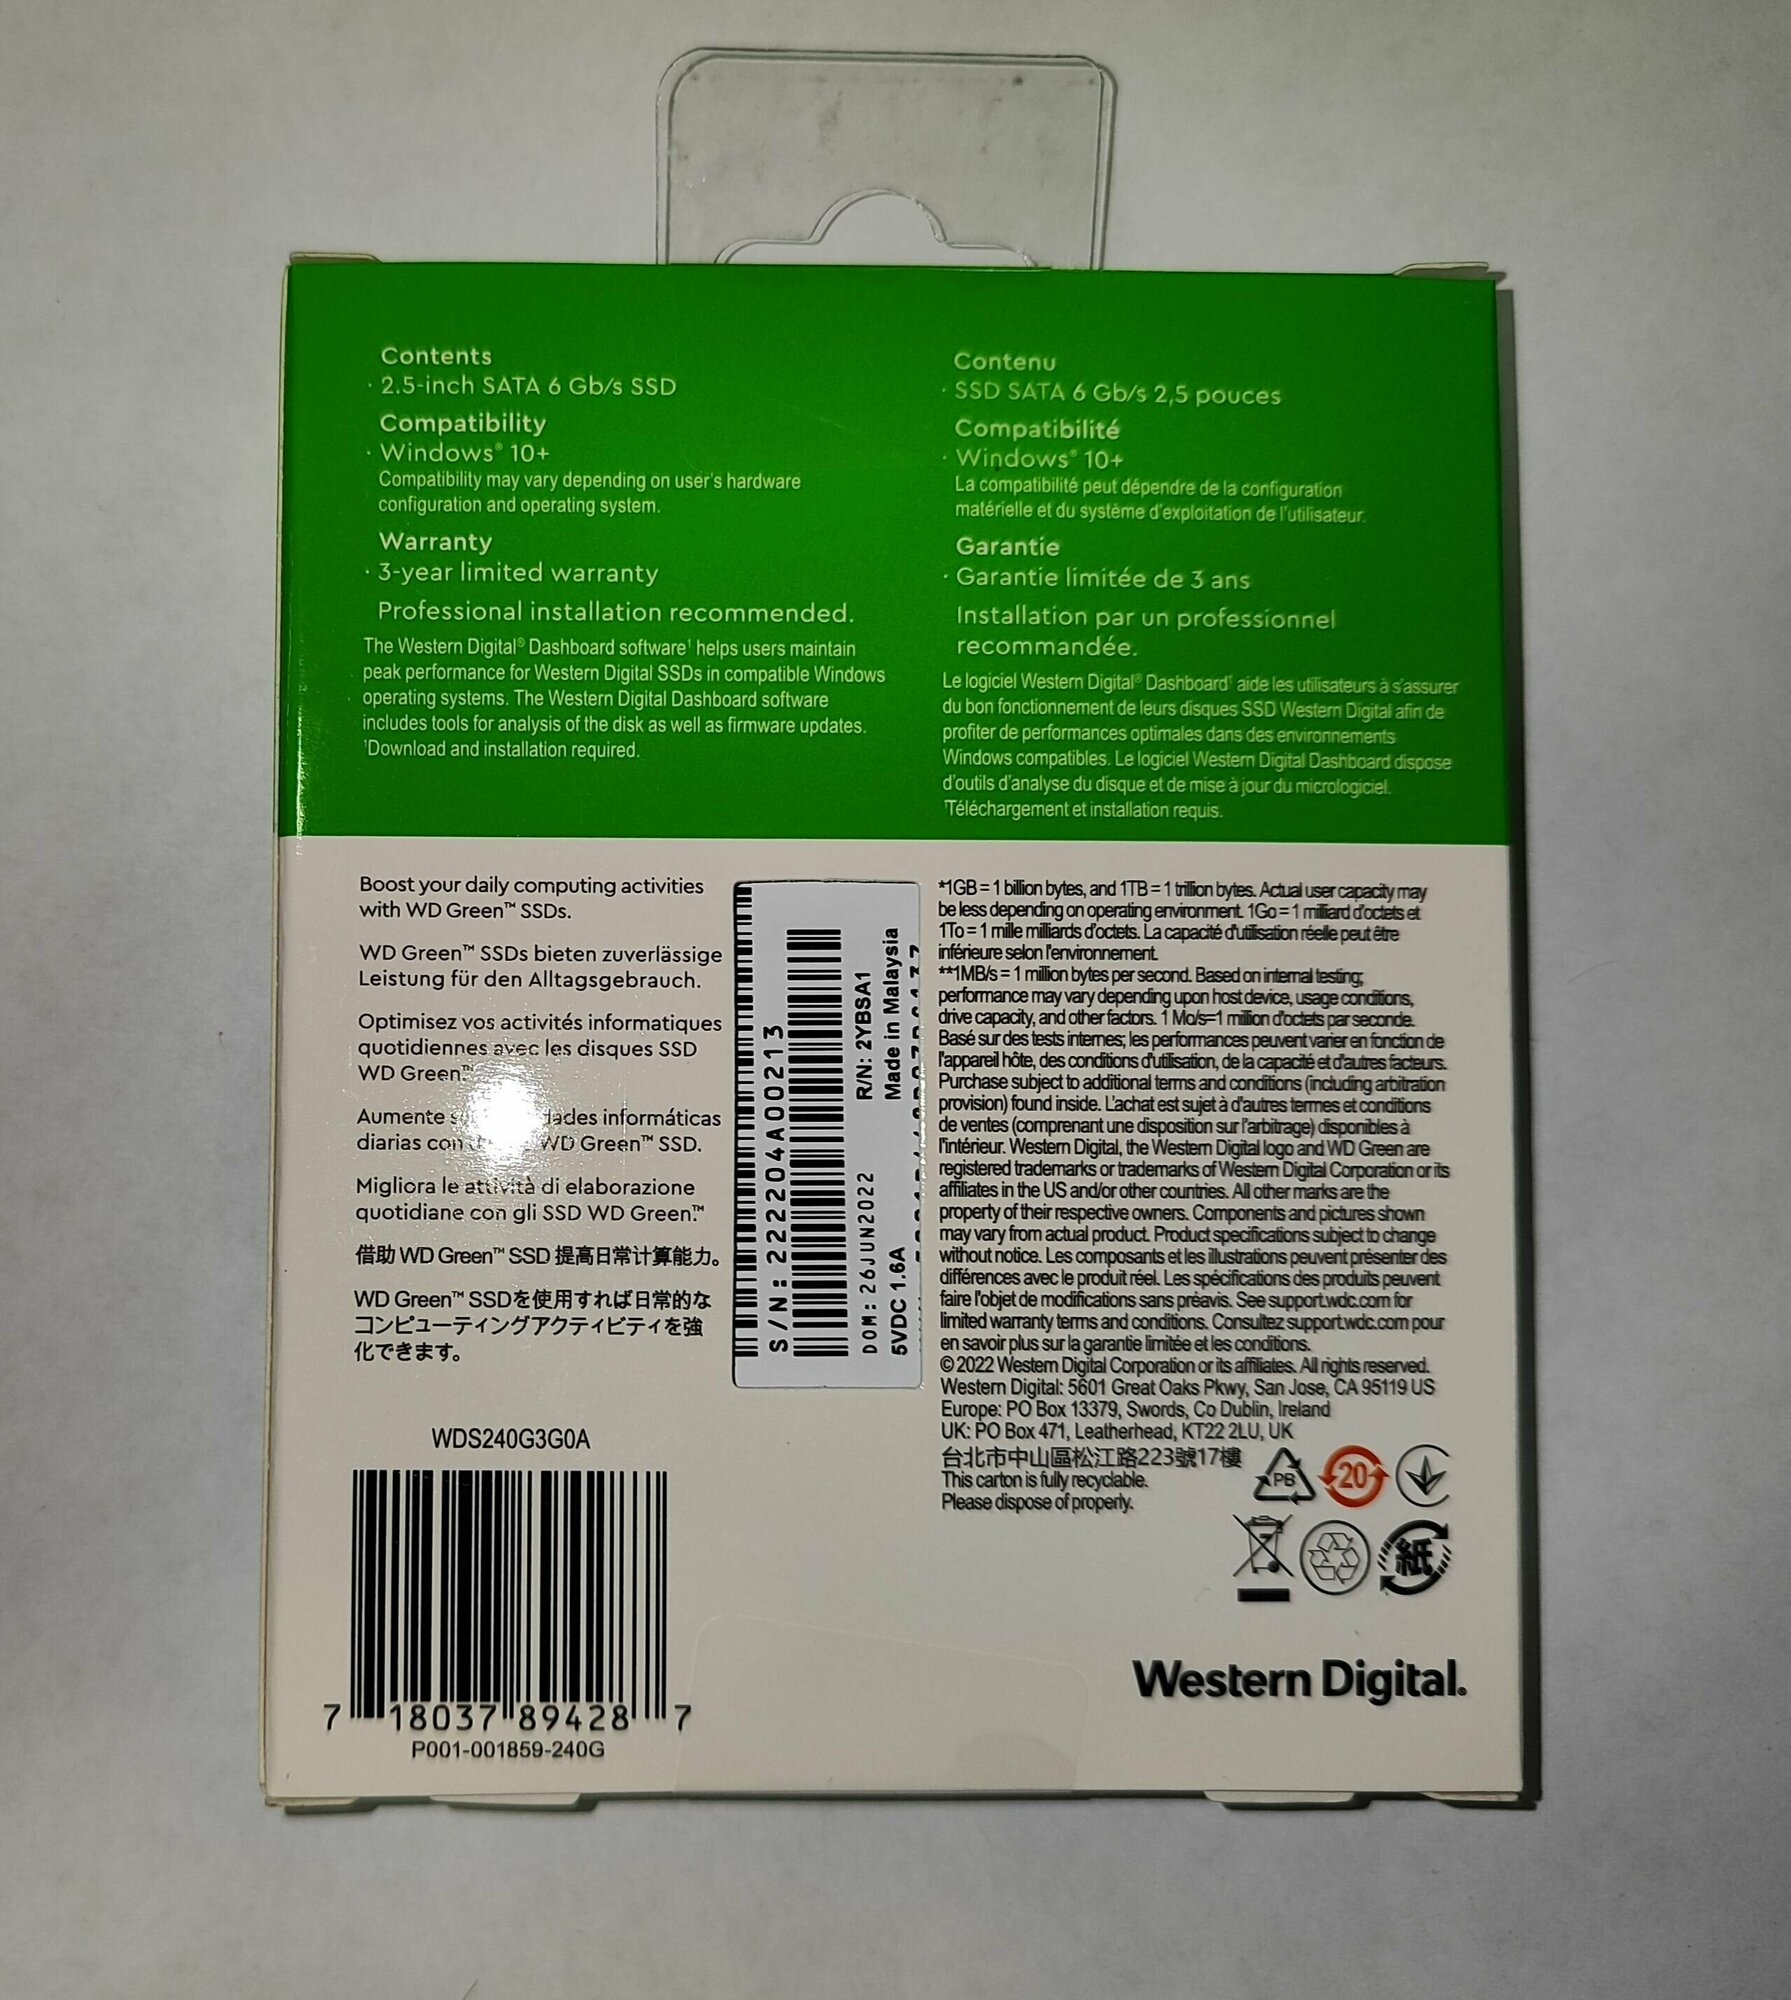 Contents
· 2.5-inch SATA 6 Gb/s SSD
Compatibility
· Windows® 10+
Compatibility may vary depending on user's hardware
configuration and operating system.
Warranty
· 3-year limited warranty
Professional installation recommended.
The Western Digital® Dashboard software¹ helps users maintain
peak performance for Western Digital SSDs in compatible Windows
operating systems. The Western Digital Dashboard software
includes tools for analysis of the disk as well as firmware updates.
¹Download and installation required.
Contenu
· SSD SATA 6 Gb/s 2,5 pouces
Compatibilité
· Windows® 10+
La compatibilité peut dépendre de la configuration
matérielle et du système d'exploitation de l'utilisateur.
Garantie
· Garantie limitée de 3 ans
Installation par un professionnel
recommandée.
Le logiciel Western Digital® Dashboard¹ aide les utilisateurs à s'assurer
du bon fonctionnement de leurs disques SSD Western Digital afin de
profiter de performances optimales dans des environnements
Windows compatibles. Le logiciel Western Digital Dashboard dispose
d'outils d'analyse du disque et de mise à jour du micrologiciel.
¹Téléchargement et installation requis.
Boost your daily computing activities
with WD Green™ SSDs.
WD Green™ SSDs bieten zuverlässige
Leistung für den Alltagsgebrauch.
Optimisez vos activités informatiques
quotidiennes avec les disques SSD
WD Green.™
Aumente informáticas
diarias con WD Green™ SSD.
Migliora le attività di elaborazione
quotidiane con gli SSD WD Green.™
借助 WD Green™ SSD 提高日常计算能力。
WD Green™ SSDを使用すれば日常的な
コンピューティングアクティビティを強
化できます。
S/N: 222204A00213
DOM: 26JUN2022 R/N: 2YBSA1
5VDC 1.6A Made in Malaysia
*1GB = 1 billion bytes, and 1TB = 1 trillion bytes. Actual user capacity may
be less depending on operating environment. 1Go = 1 milliard d'octets et
1To = 1 mille milliards d'octets. La capacité d'utilisation réelle peut être
inférieure selon l'environnement.
**1MB/s = 1 million bytes per second. Based on internal testing;
performance may vary depending upon host device, usage conditions,
drive capacity, and other factors. 1 Mo/s=1 million d'octets par seconde.
Basé sur des tests internes; les performances peuvent varier en fonction de
l'appareil hôte, des conditions d'utilisation, de la capacité et d'autres facteurs.
Purchase subject to additional terms and conditions (including arbitration
provision) found inside. L'achat est sujet à d'autres termes et conditions
de ventes (comprenant une disposition sur l'arbitrage) disponibles à
l'intérieur. Western Digital, the Western Digital logo and WD Green are
registered trademarks or trademarks of Western Digital Corporation or its
affiliates in the US and/or other countries. All other marks are the
property of their respective owners. Components and pictures shown
may vary from actual product. Product specifications subject to change
without notice. Les composants et les illustrations peuvent présenter des
différences avec le produit réel. Les spécifications des produits peuvent
faire l'objet de modifications sans préavis. See support.wdc.com for
limited warranty terms and conditions. Consultez support.wdc.com pour
en savoir plus sur la garantie limitée et les conditions.
© 2022 Western Digital Corporation or its affiliates. All rights reserved.
Western Digital: 5601 Great Oaks Pkwy, San Jose, CA 95119 US
Europe: PO Box 13379, Swords, Co Dublin, Ireland
UK: PO Box 471, Leatherhead, KT22 2LU, UK
台北市中山區松江路223號17樓
This carton is fully recyclable.
Please dispose of properly.
PB
20
紙
WDS240G3G0A
7 18037 89428 7
P001-001859-240G
Western Digital®